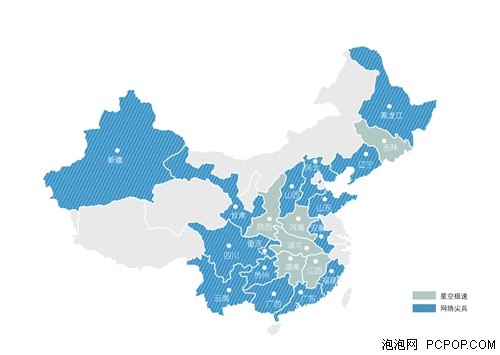 黑龙江
吉林
辽宁
新疆
山西
山东
甘肃
陕西
河南
安徽
湖北
重庆
四川
湖南
江西
贵州
福建
云南
广西
广东
星空极速
网络尖兵
泡泡网 PCPOP.COM